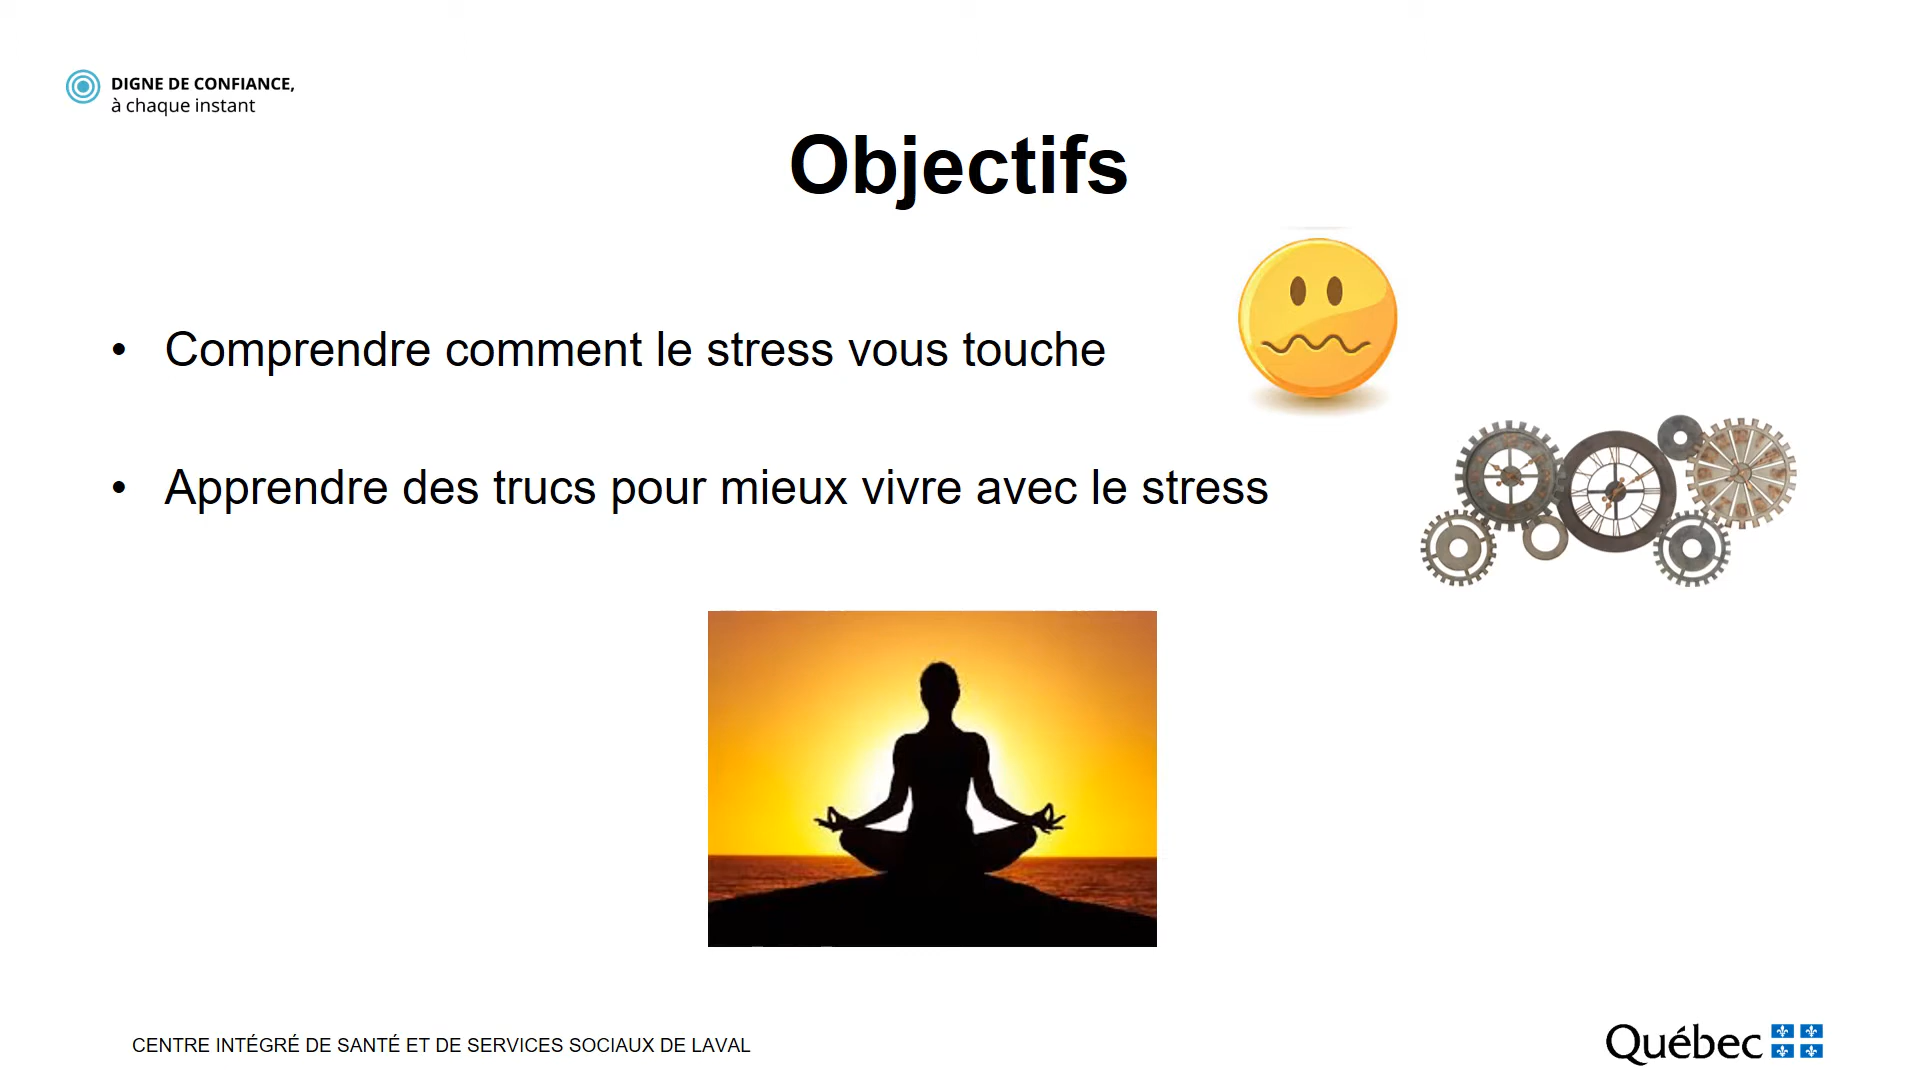 DIGNE DE CONFIANCE,
à chaque instant
Objectifs
• Comprendre comment le stress vous touche
• Apprendre des trucs pour mieux vivre avec le stress
CENTRE INTÉGRÉ DE SANTÉ ET DE SERVICES SOCIAUX DE LAVAL
Québec